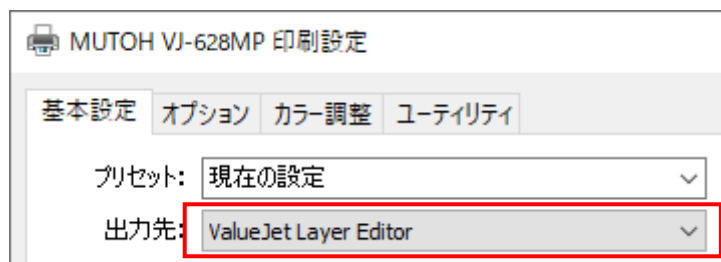 MUTOH VJ-628MP 印刷設定
基本設定 オプション カラー調整 ユーティリティ
プリセット: 現在の設定
出力先: ValueJet Layer Editor